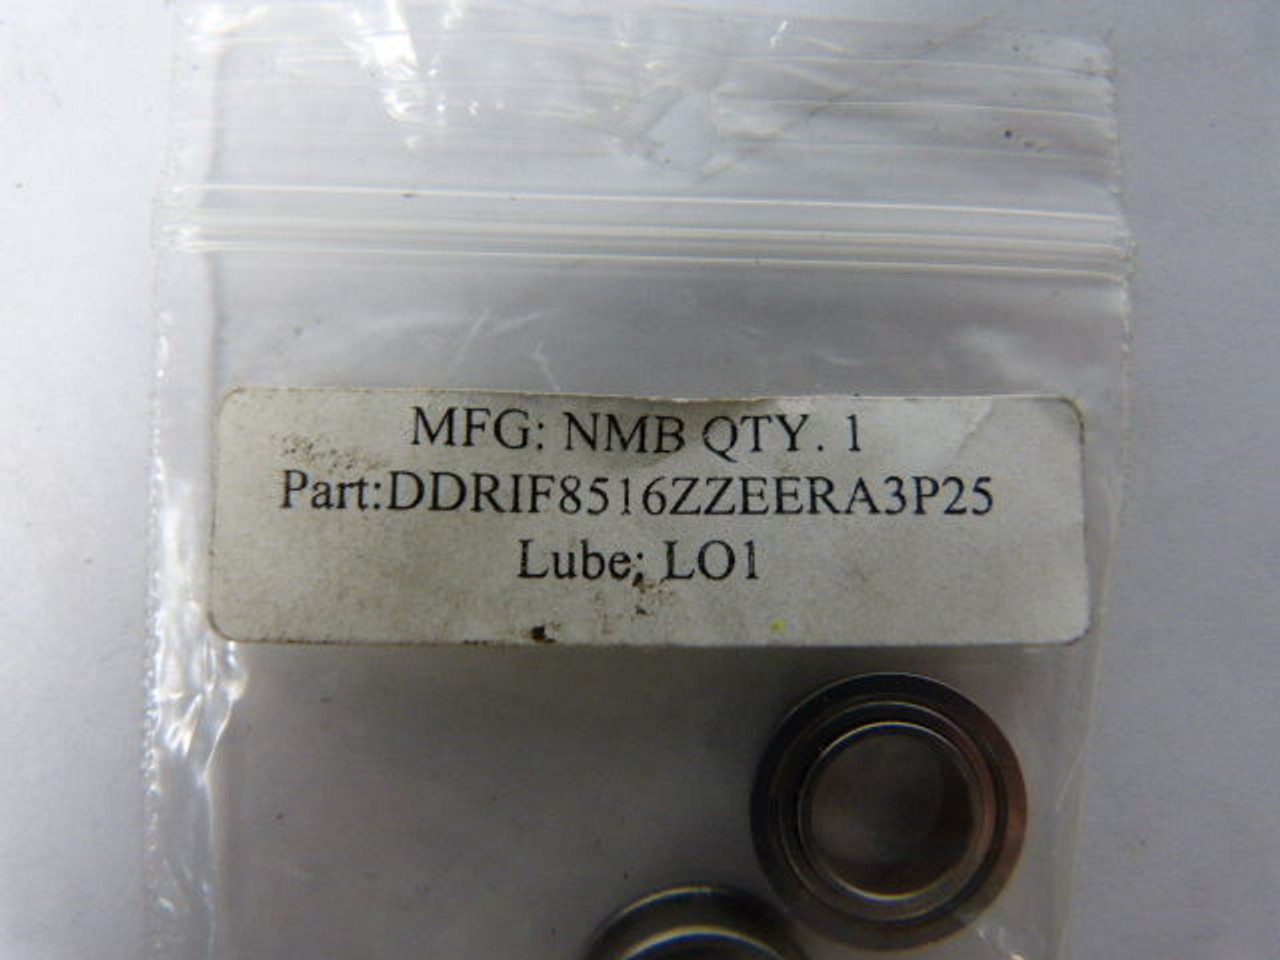 MFG: NMB QTY. 1
Part:DDRIF8516ZZEERA3P25
Lube: LO1